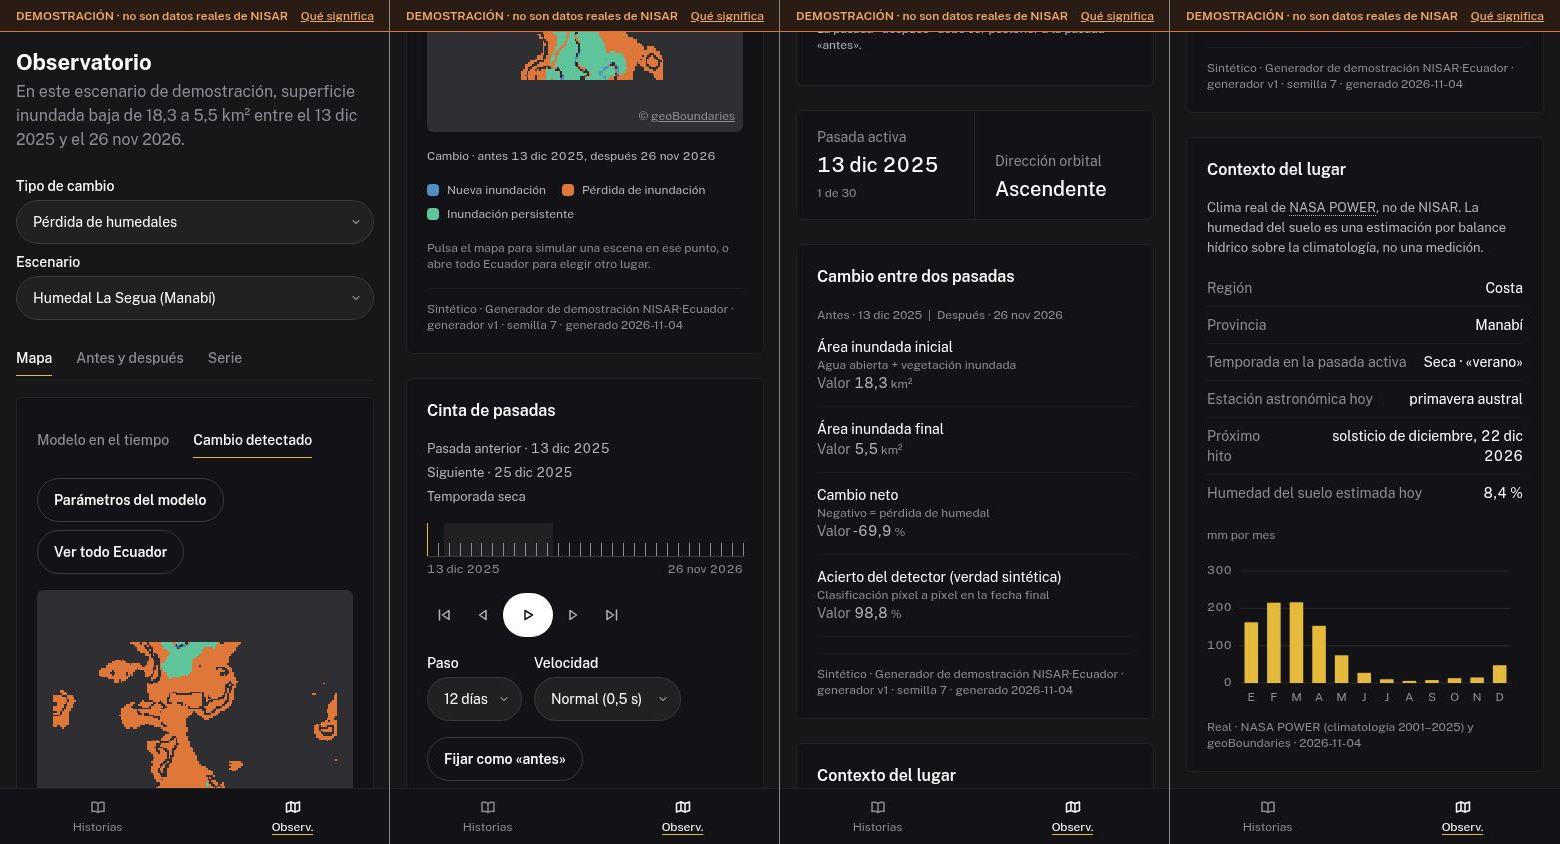 DEMOSTRACIÓN · no son datos reales de NISAR Qué significa
Observatorio
En este escenario de demostración, superficie
inundada baja de 18,3 a 5,5 km² entre el 13 dic
2025 y el 26 nov 2026.
Tipo de cambio
Pérdida de humedales
Escenario
Humedal La Segua (Manabí)
Mapa Antes y después Serie
Modelo en el tiempo Cambio detectado
Parámetros del modelo
Ver todo Ecuador
Historias Observ.
DEMOSTRACIÓN · no son datos reales de NISAR Qué significa
© geoBoundaries
Cambio · antes 13 dic 2025, después 26 nov 2026
Nueva inundación Pérdida de inundación
Inundación persistente
Pulsa el mapa para simular una escena en ese punto, o
abre todo Ecuador para elegir otro lugar.
Sintético · Generador de demostración NISAR·Ecuador ·
generador v1 · semilla 7 · generado 2026-11-04
Cinta de pasadas
Pasada anterior · 13 dic 2025
Siguiente · 25 dic 2025
Temporada seca
13 dic 2025 26 nov 2026
Paso Velocidad
12 días Normal (0,5 s)
Fijar como «antes»
Historias Observ.
DEMOSTRACIÓN · no son datos reales de NISAR Qué significa
«antes».
Pasada activa
13 dic 2025
1 de 30
Dirección orbital
Ascendente
Cambio entre dos pasadas
Antes · 13 dic 2025 | Después · 26 nov 2026
Área inundada inicial
Agua abierta + vegetación inundada
Valor 18,3 km²
Área inundada final
Valor 5,5 km²
Cambio neto
Negativo = pérdida de humedal
Valor -69,9 %
Acierto del detector (verdad sintética)
Clasificación píxel a píxel en la fecha final
Valor 98,8 %
Sintético · Generador de demostración NISAR·Ecuador ·
generador v1 · semilla 7 · generado 2026-11-04
Contexto del lugar
Historias Observ.
DEMOSTRACIÓN · no son datos reales de NISAR Qué significa
Sintético · Generador de demostración NISAR·Ecuador ·
generador v1 · semilla 7 · generado 2026-11-04
Contexto del lugar
Clima real de NASA POWER, no de NISAR. La
humedad del suelo es una estimación por balance
hídrico sobre la climatología, no una medición.
Región Costa
Provincia Manabí
Temporada en la pasada activa Seca · «verano»
Estación astronómica hoy primavera austral
Próximo hito solsticio de diciembre, 22 dic 2026
Humedad del suelo estimada hoy 8,4 %
mm por mes
300
200
100
0
E F M A M J J A S O N D
Real · NASA POWER (climatología 2001–2025) y
geoBoundaries · 2026-11-04
Historias Observ.